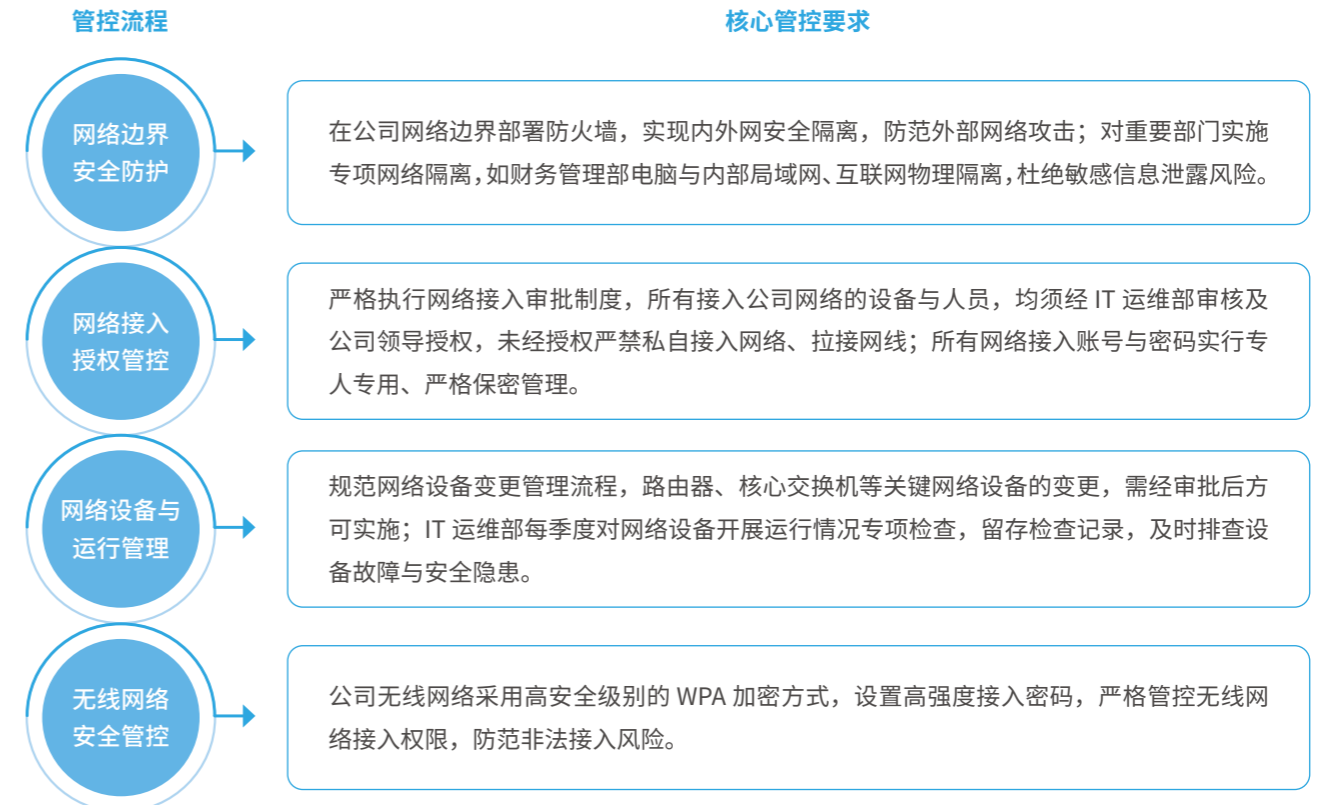 管控流程
核心管控要求
网络边界
安全防护
在公司网络边界部署防火墙，实现内外网安全隔离，防范外部网络攻击；对重要部门实施
专项网络隔离，如财务管理部电脑与内部局域网、互联网物理隔离，杜绝敏感信息泄露风险。
网络接入
授权管控
严格执行网络接入审批制度，所有接入公司网络的设备与人员，均须经 IT 运维部审核及
公司领导授权，未经授权严禁私自接入网络、拉接网线；所有网络接入账号与密码实行专
人专用、严格保密管理。
网络设备与
运行管理
规范网络设备变更管理流程，路由器、核心交换机等关键网络设备的变更，需经审批后方
可实施；IT 运维部每季度对网络设备开展运行情况专项检查，留存检查记录，及时排查设
备故障与安全隐患。
无线网络
安全管控
公司无线网络采用高安全级别的 WPA 加密方式，设置高强度接入密码，严格管控无线网
络接入权限，防范非法接入风险。